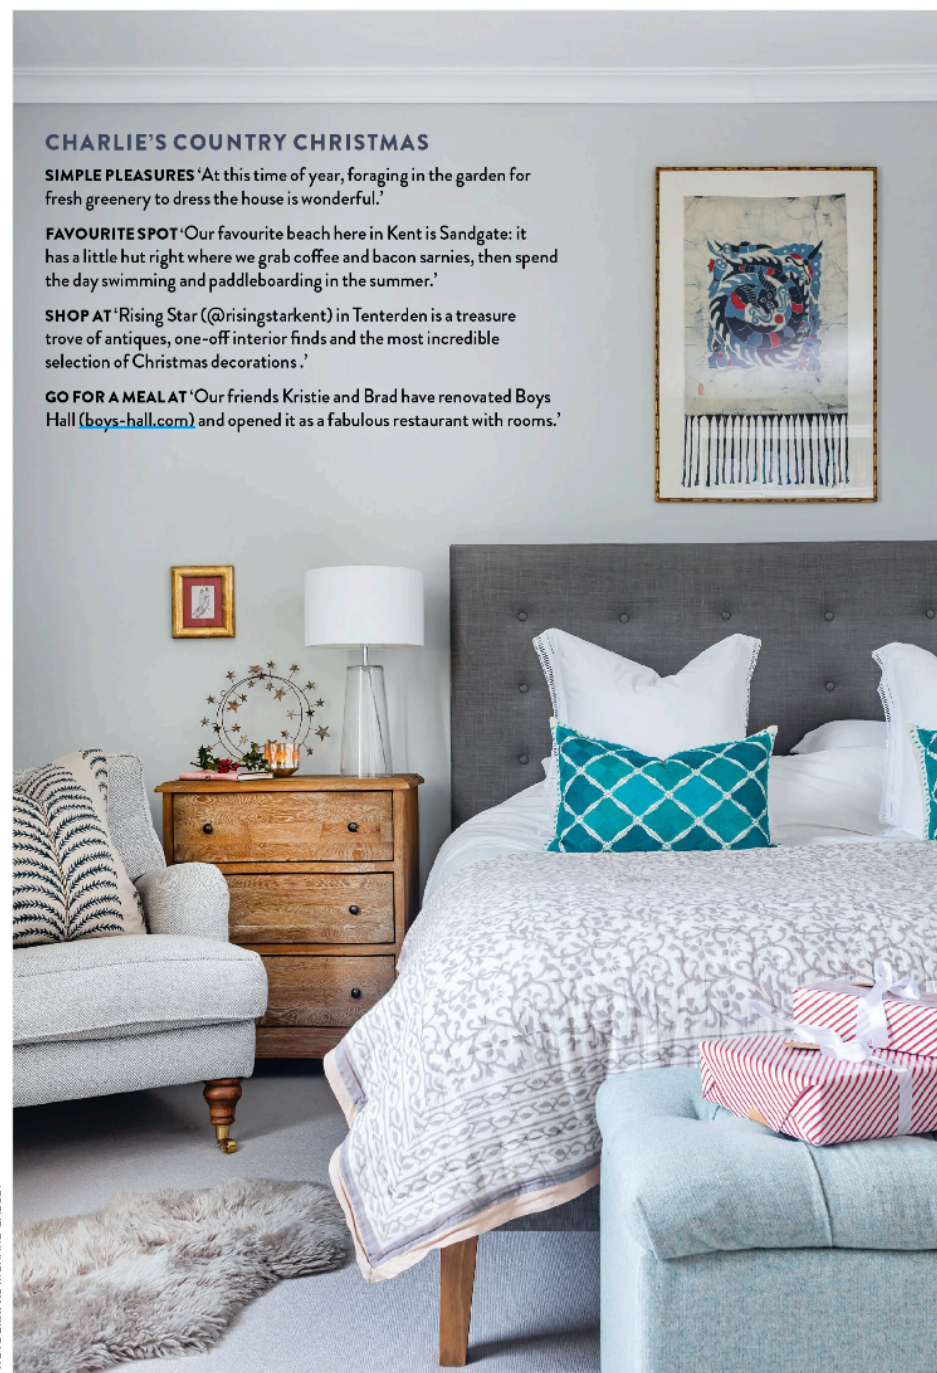 CHARLIE'S COUNTRY CHRISTMAS
SIMPLE PLEASURES ‘At this time of year, foraging in the garden for
fresh greenery to dress the house is wonderful.’
FAVOURITE SPOT ‘Our favourite beach here in Kent is Sandgate: it
has a little hut right where we grab coffee and bacon sarnies, then spend
the day swimming and paddleboarding in the summer.’
SHOP AT ‘Rising Star (@risingstarkent) in Tenterden is a treasure
trove of antiques, one-off interior finds and the most incredible
selection of Christmas decorations .’
GO FOR A MEAL AT ‘Our friends Kristie and Brad have renovated Boys
Hall (boys-hall.com) and opened it as a fabulous restaurant with rooms.’